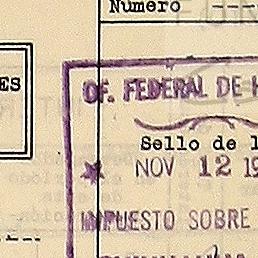 Numero ----
ES
OF. FEDERAL DE H
Sello de l
NOV 12 19
IMPUESTO SOBRE